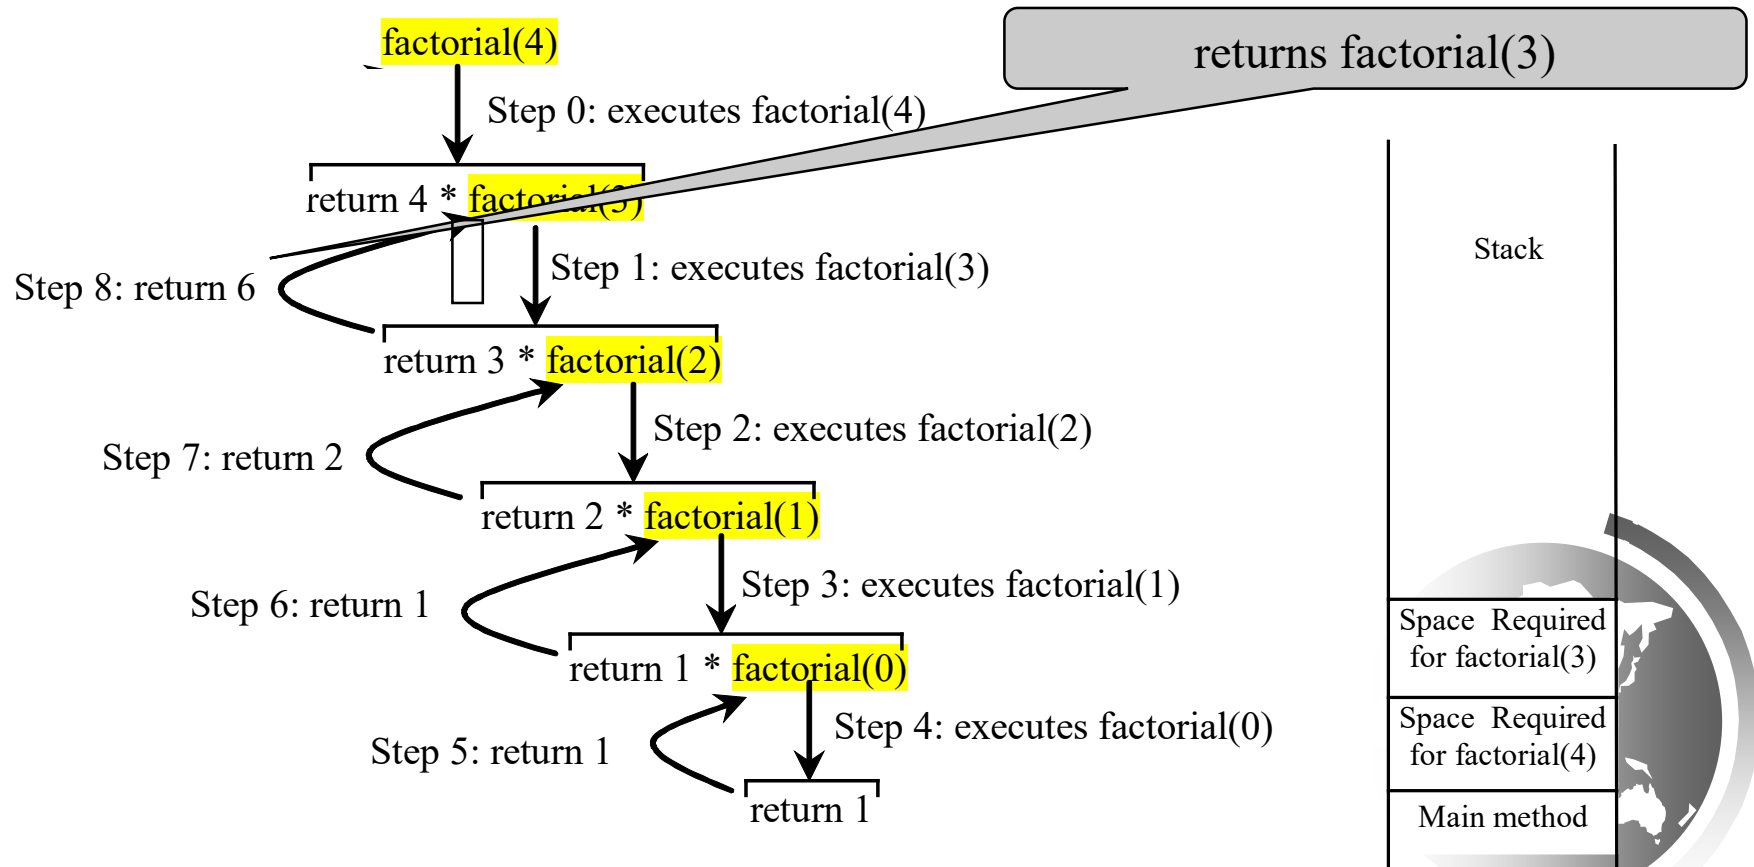 factorial(4)
returns factorial(3)
Step 0: executes factorial(4)
return 4 * factorial(3)
Stack
Step 1: executes factorial(3)
Step 8: return 6
return 3 * factorial(2)
Step 2: executes factorial(2)
Step 7: return 2
return 2 * factorial(1)
Step 3: executes factorial(1)
Step 6: return 1
Space Required
for factorial(3)
return 1 * factorial(0)
Step 4: executes factorial(0)
Step 5: return 1
Space Required
for factorial(4)
return 1
Main method